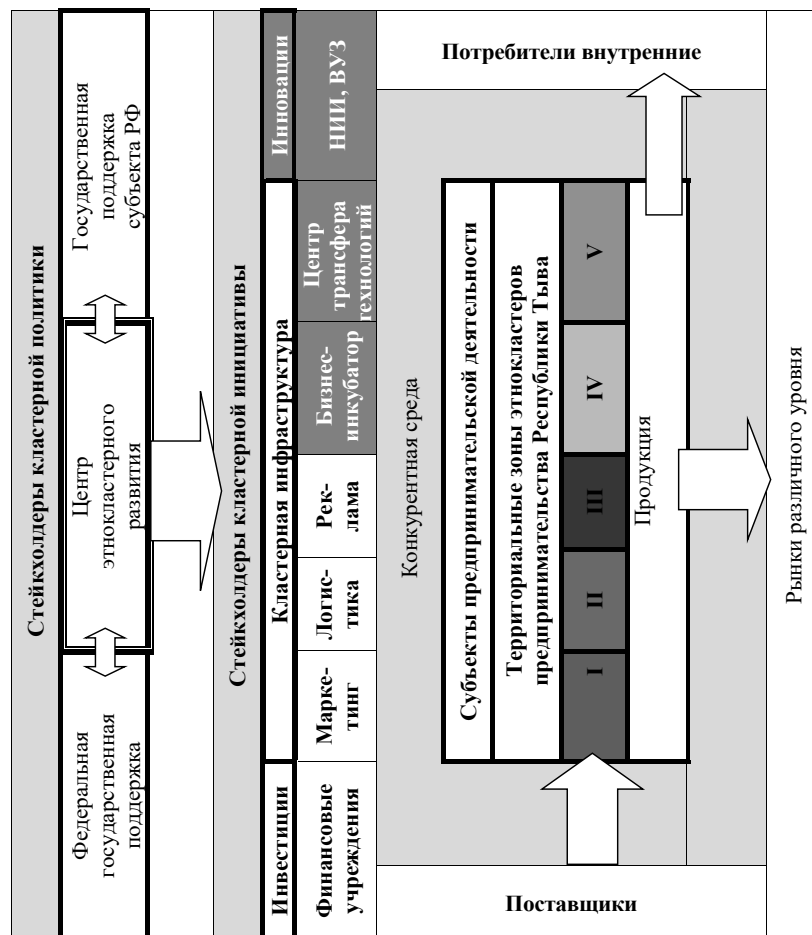 Стейкхолдеры кластерной политики
Федеральная
государственная
поддержка
Центр
этнокластерного
развития
Государственная
поддержка
субъекта РФ
Стейкхолдеры кластерной инициативы
Инвестиции
Кластерная инфраструктура
Инновации
Финансовые
учреждения
Марке-
тинг
Логис-
тика
Рек-
лама
Бизнес-
инкубатор
Центр
трансфера
технологий
НИИ, ВУЗ
Конкурентная среда
Поставщики
Субъекты предпринимательской деятельности
Территориальные зоны этнокластеров
предпринимательства Республики Тыва
I
II
III
IV
V
Продукция
Потребители внутренние
Рынки различного уровня